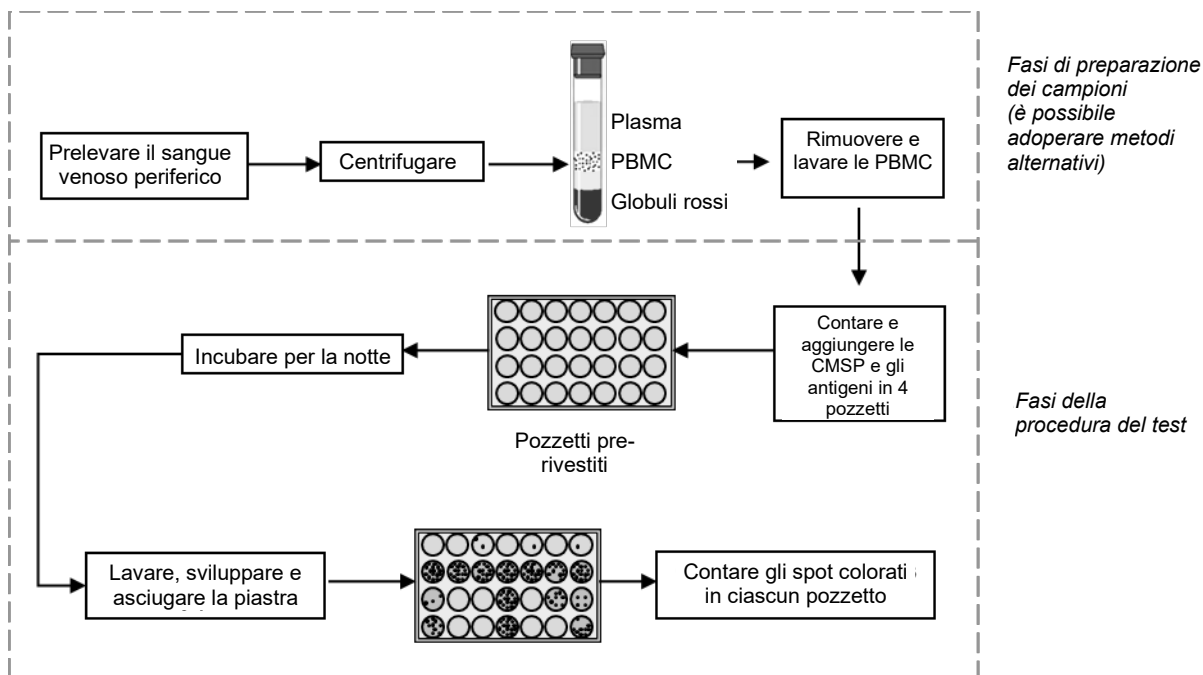 Fasi di preparazione
dei campioni
(è possibile
adoperare metodi
alternativi)
Prelevare il sangue
venoso periferico
Centrifugare
Plasma
PBMC
Globuli rossi
Rimuovere e
lavare le PBMC
Contare e
aggiungere le
CMSP e gli
antigeni in 4
pozzetti
Pozzetti pre-
rivestiti
Incubare per la notte
Fasi della
procedura del test
Lavare, sviluppare e
asciugare la piastra
Contare gli spot colorati
in ciascun pozzetto